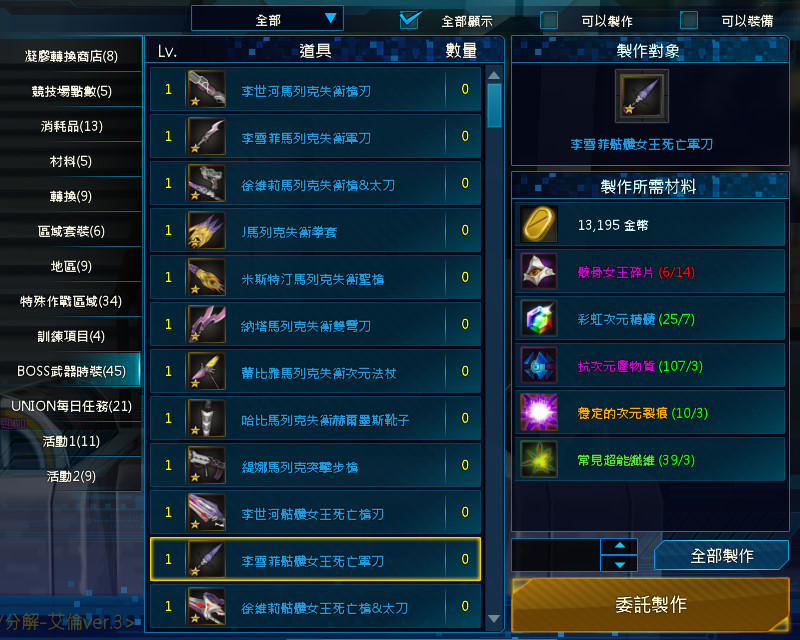 全部
全部顯示
可以製作
可以裝備
凝膠轉換商店(8)
競技場點數(5)
消耗品(13)
材料(5)
轉換(9)
區域套裝(6)
地區(9)
特殊作戰區域(34)
訓練項目(4)
BOSS武器時裝(45)
UNION每日任務(21)
活動1(11)
活動2(9)
/分解-艾倫ver.3>
Lv. 道具 數量
1 李世河馬列克失衡槍刃 0
1 李雪菲馬列克失衡軍刀 0
1 徐維莉馬列克失衡槍&太刀 0
1 J馬列克失衡拳套 0
1 米斯特汀馬列克失衡聖槍 0
1 納塔馬列克失衡雙彎刀 0
1 蕾比雅馬列克失衡次元法杖 0
1 哈比馬列克失衡赫爾墨斯靴子 0
1 緹娜馬列克突擊步槍 0
1 李世河骷髏女王死亡槍刃 0
1 李雪菲骷髏女王死亡軍刀 0
1 徐維莉骷髏女王死亡槍&太刀 0
製作對象
李雪菲骷髏女王死亡軍刀
製作所需材料
13,195 金幣
骸骨女王碎片 (6/14)
彩虹次元精髓 (25/7)
抗次元塵物質 (107/3)
穩定的次元裂痕 (10/3)
常見超能纖維 (39/3)
全部製作
委託製作